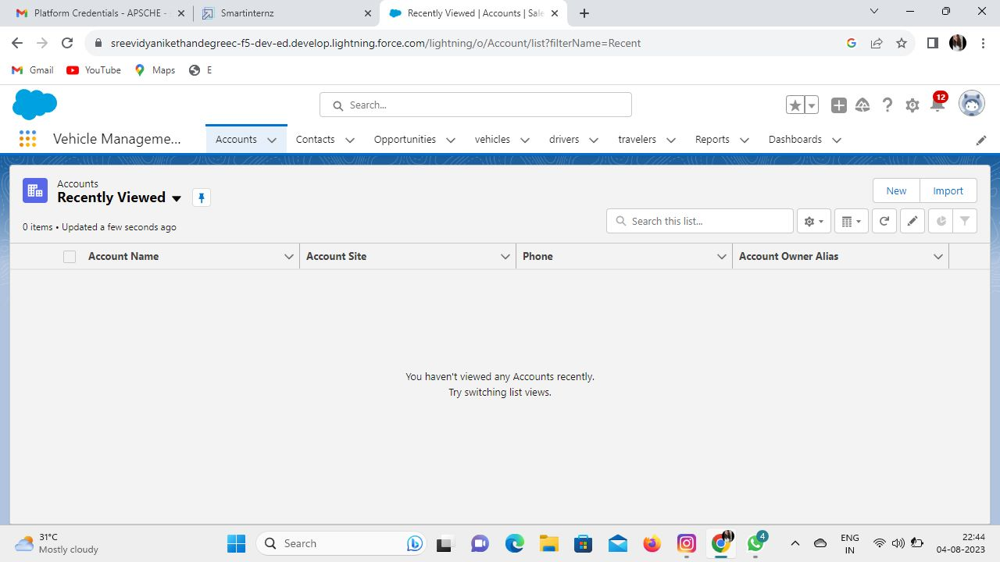 Platform Credentials - APSCHE -
Smartinternz
Recently Viewed | Accounts | Sale
sreevidyanikethandegreec-f5-dev-ed.develop.lightning.force.com/lightning/o/Account/list?filterName=Recent
Gmail YouTube Maps E
Search...
12
Vehicle Manageme... Accounts Contacts Opportunities vehicles drivers travelers Reports Dashboards
Accounts
Recently Viewed
New Import
0 items • Updated a few seconds ago
Search this list...
Account Name Account Site Phone Account Owner Alias
You haven't viewed any Accounts recently.
Try switching list views.
31°C
Mostly cloudy
Search
4
ENG
IN
22:44
04-08-2023